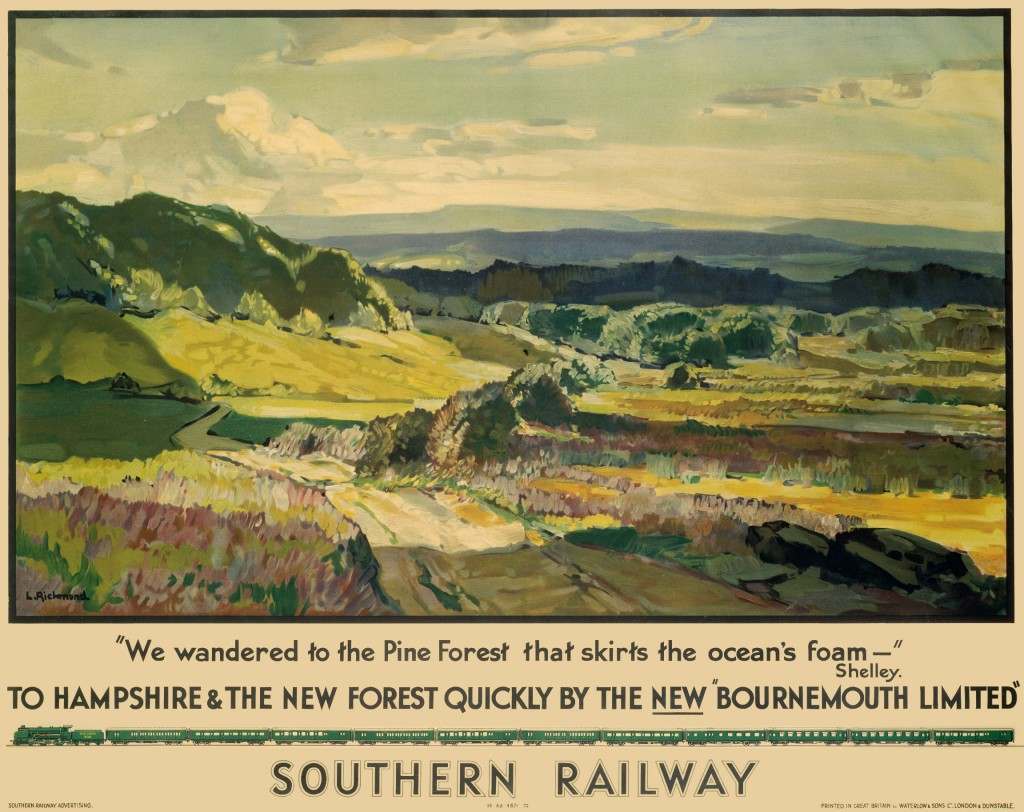 L. Richmond.
"We wandered to the Pine Forest that skirts the ocean's foam—"
Shelley.
TO HAMPSHIRE & THE NEW FOREST QUICKLY BY THE NEW "BOURNEMOUTH LIMITED"
SOUTHERN RAILWAY
SOUTHERN RAILWAY ADVERTISING.
PRINTED IN GREAT BRITAIN by WATERLOW & SONS LD. LONDON & DUNSTABLE.